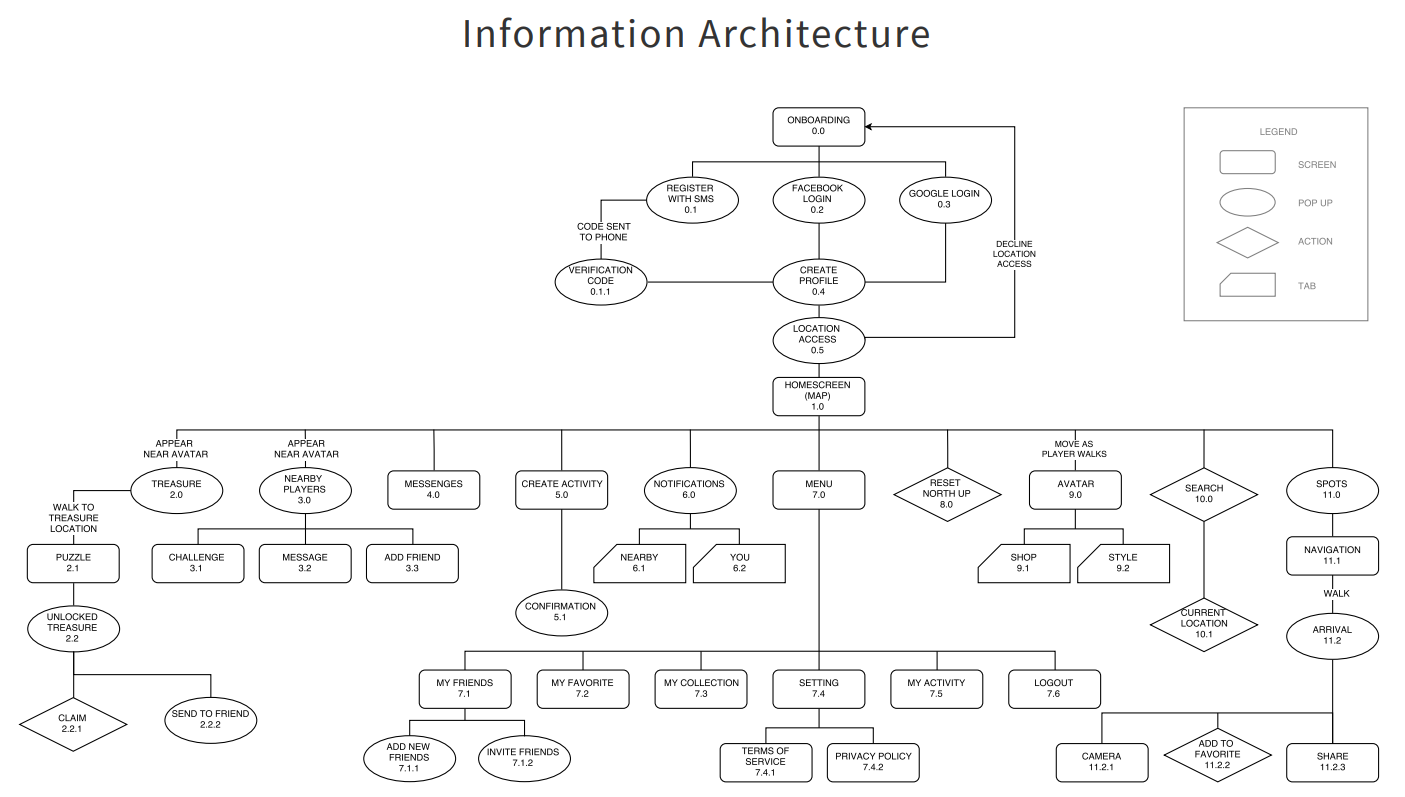 Information Architecture
ONBOARDING
0.0
LEGEND
SCREEN
POP UP
ACTION
TAB
REGISTER
WITH SMS
0.1
FACEBOOK
LOGIN
0.2
GOOGLE LOGIN
0.3
CODE SENT
TO PHONE
DECLINE
LOCATION
ACCESS
VERIFICATION
CODE
0.1.1
CREATE
PROFILE
0.4
LOCATION
ACCESS
0.5
HOMESCREEN
(MAP)
1.0
APPEAR
NEAR AVATAR
APPEAR
NEAR AVATAR
MOVE AS
PLAYER WALKS
TREASURE
2.0
NEARBY
PLAYERS
3.0
MESSENGES
4.0
CREATE ACTIVITY
5.0
NOTIFICATIONS
6.0
MENU
7.0
RESET
NORTH UP
8.0
AVATAR
9.0
SEARCH
10.0
SPOTS
11.0
WALK TO
TREASURE
LOCATION
PUZZLE
2.1
CHALLENGE
3.1
MESSAGE
3.2
ADD FRIEND
3.3
NEARBY
6.1
YOU
6.2
SHOP
9.1
STYLE
9.2
NAVIGATION
11.1
WALK
UNLOCKED
TREASURE
2.2
CONFIRMATION
5.1
CURRENT
LOCATION
10.1
ARRIVAL
11.2
MY FRIENDS
7.1
MY FAVORITE
7.2
MY COLLECTION
7.3
SETTING
7.4
MY ACTIVITY
7.5
LOGOUT
7.6
CLAIM
2.2.1
SEND TO FRIEND
2.2.2
ADD NEW
FRIENDS
7.1.1
INVITE FRIENDS
7.1.2
TERMS OF
SERVICE
7.4.1
PRIVACY POLICY
7.4.2
CAMERA
11.2.1
ADD TO
FAVORITE
11.2.2
SHARE
11.2.3